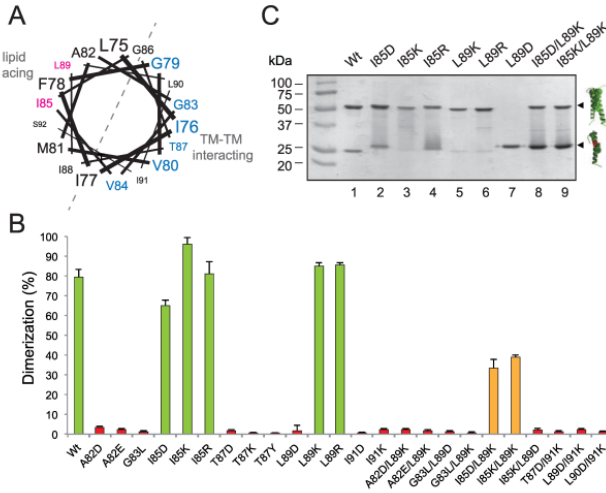 A
lipid
acing
L75
A82
G86
L89
G79
F78
L90
I85
G83
S92
I76
TM-TM
interacting
M81
T87
I88
V80
I77
V84
I91
C
kDa
Wt
I85D
I85K
I85R
L89K
L89R
L89D
I85D/L89K
I85K/L89K
100
75
50
37
25
20
1 2 3 4 5 6 7 8 9
B
Dimerization (%)
100
90
80
70
60
50
40
30
20
10
0
Wt
A82D
A82E
G83L
I85D
I85K
I85R
T87D
T87K
T87Y
L89D
L89K
L89R
I91D
I91K
A82D/L89K
A82E/L89K
G83L/L89D
G83L/L89K
I85D/L89K
I85K/L89K
I85K/L89D
T87D/I91K
L89D/I91K
L90D/I91K